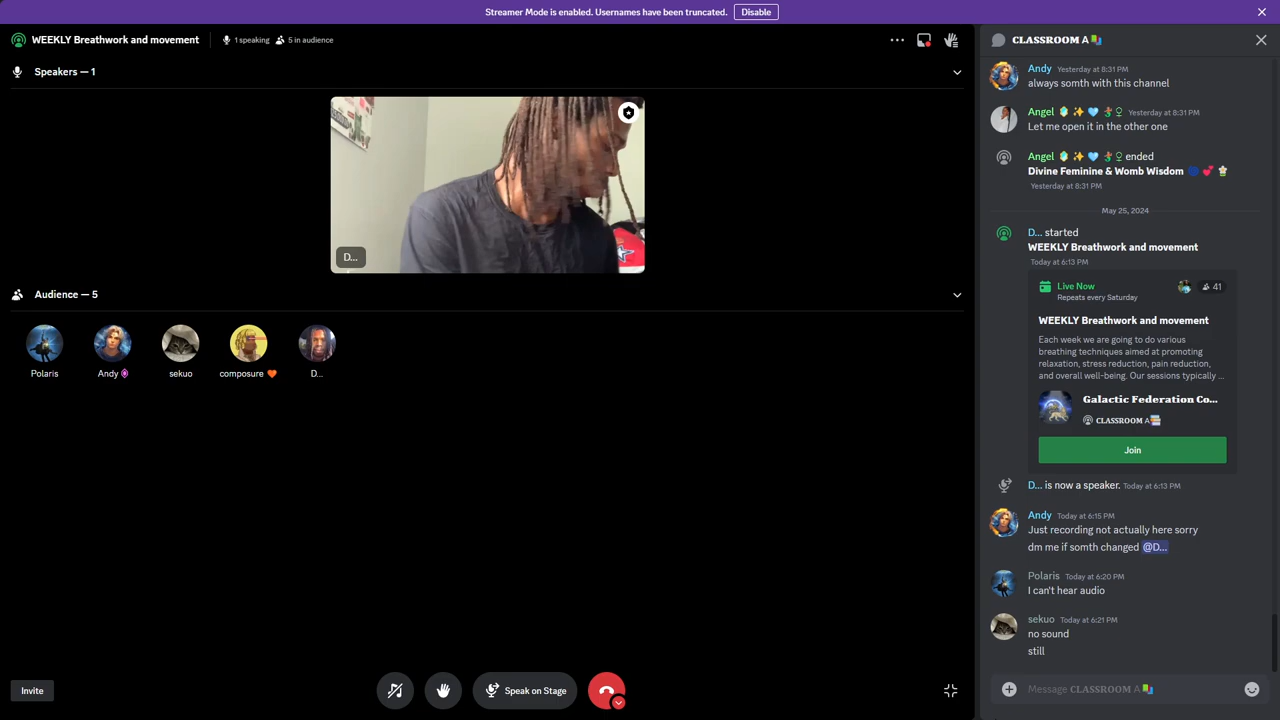 Streamer Mode is enabled. Usernames have been truncated. Disable
WEEKLY Breathwork and movement 1 speaking 5 in audience
Speakers — 1
D...
Audience — 5
Polaris Andy sekuo composure D...
Invite
Speak on Stage
CLASSROOM A
Andy Yesterday at 8:31 PM
always somth with this channel
Angel Yesterday at 8:31 PM
Let me open it in the other one
Angel ended
Divine Feminine & Womb Wisdom
Yesterday at 8:31 PM
May 25, 2024
D... started
WEEKLY Breathwork and movement
Today at 6:13 PM
Live Now 41
Repeats every Saturday
WEEKLY Breathwork and movement
Each week we are going to do various
breathing techniques aimed at promoting
relaxation, stress reduction, pain reduction,
and overall well-being. Our sessions typically ...
Galactic Federation Co...
CLASSROOM A
Join
D... is now a speaker. Today at 6:13 PM
Andy Today at 6:15 PM
Just recording not actually here sorry
dm me if somth changed @D...
Polaris Today at 6:20 PM
I can't hear audio
sekuo Today at 6:21 PM
no sound
still
Message CLASSROOM A